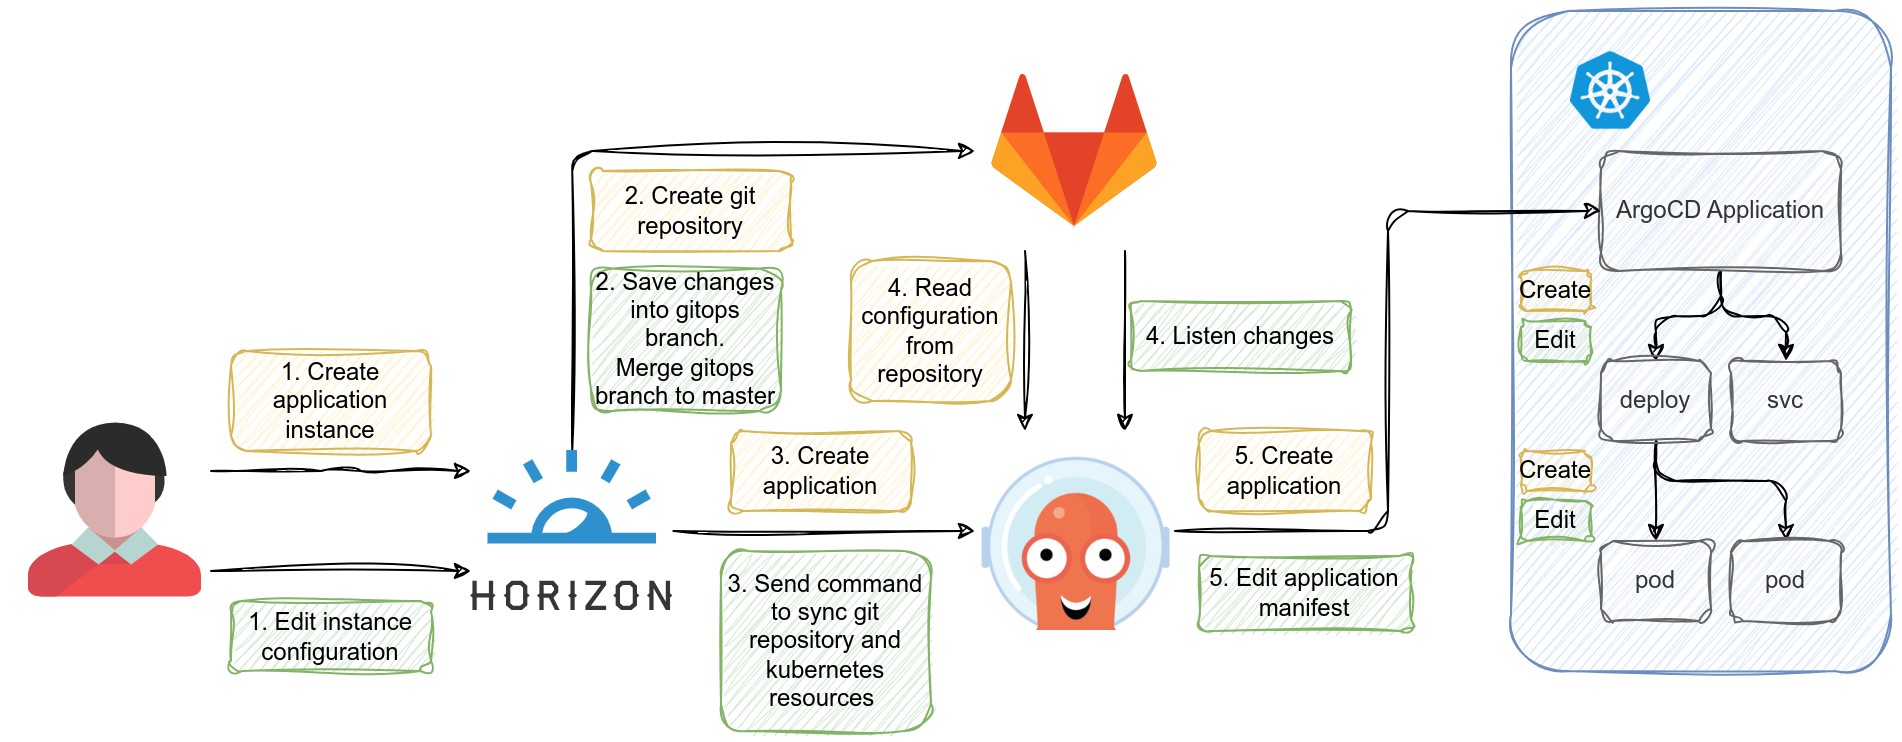 1. Create
application
instance
1. Edit instance
configuration
HORIZON
2. Create git
repository
2. Save changes
into gitops
branch.
Merge gitops
branch to master
3. Create
application
3. Send command
to sync git
repository and
kubernetes
resources
4. Read
configuration
from
repository
4. Listen changes
5. Create
application
5. Edit application
manifest
ArgoCD Application
Create
Edit
deploy
svc
Create
Edit
pod
pod